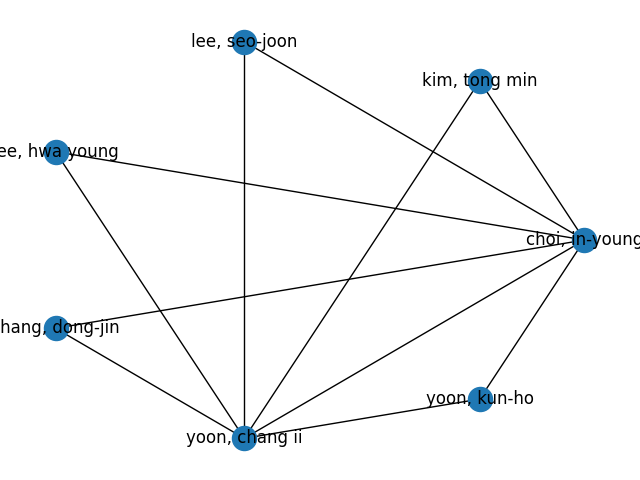 lee, seo-joon
kim, tong min
ee, hwa young
choi, in-young
hang, dong-jin
yoon, kun-ho
yoon, chang ii